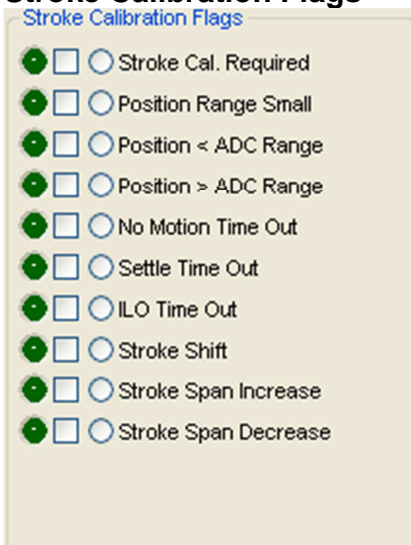 Stroke Calibration Flags
Stroke Calibration Flags
Stroke Cal. Required
Position Range Small
Position < ADC Range
Position > ADC Range
No Motion Time Out
Settle Time Out
ILO Time Out
Stroke Shift
Stroke Span Increase
Stroke Span Decrease